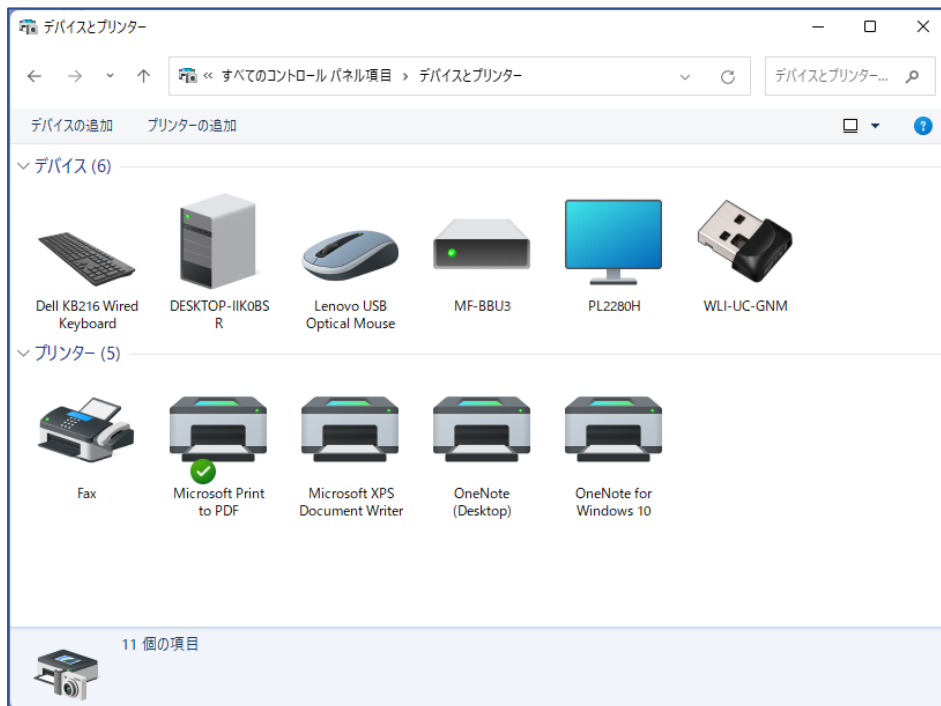 デバイスとプリンター
« すべてのコントロール パネル項目 › デバイスとプリンター
デバイスとプリンター...
デバイスの追加 プリンターの追加
?
デバイス (6)
Dell KB216 Wired
Keyboard
DESKTOP-IIK0BS
R
Lenovo USB
Optical Mouse
MF-BBU3
PL2280H
WLI-UC-GNM
プリンター (5)
Fax
Microsoft Print
to PDF
Microsoft XPS
Document Writer
OneNote
(Desktop)
OneNote for
Windows 10
11 個の項目